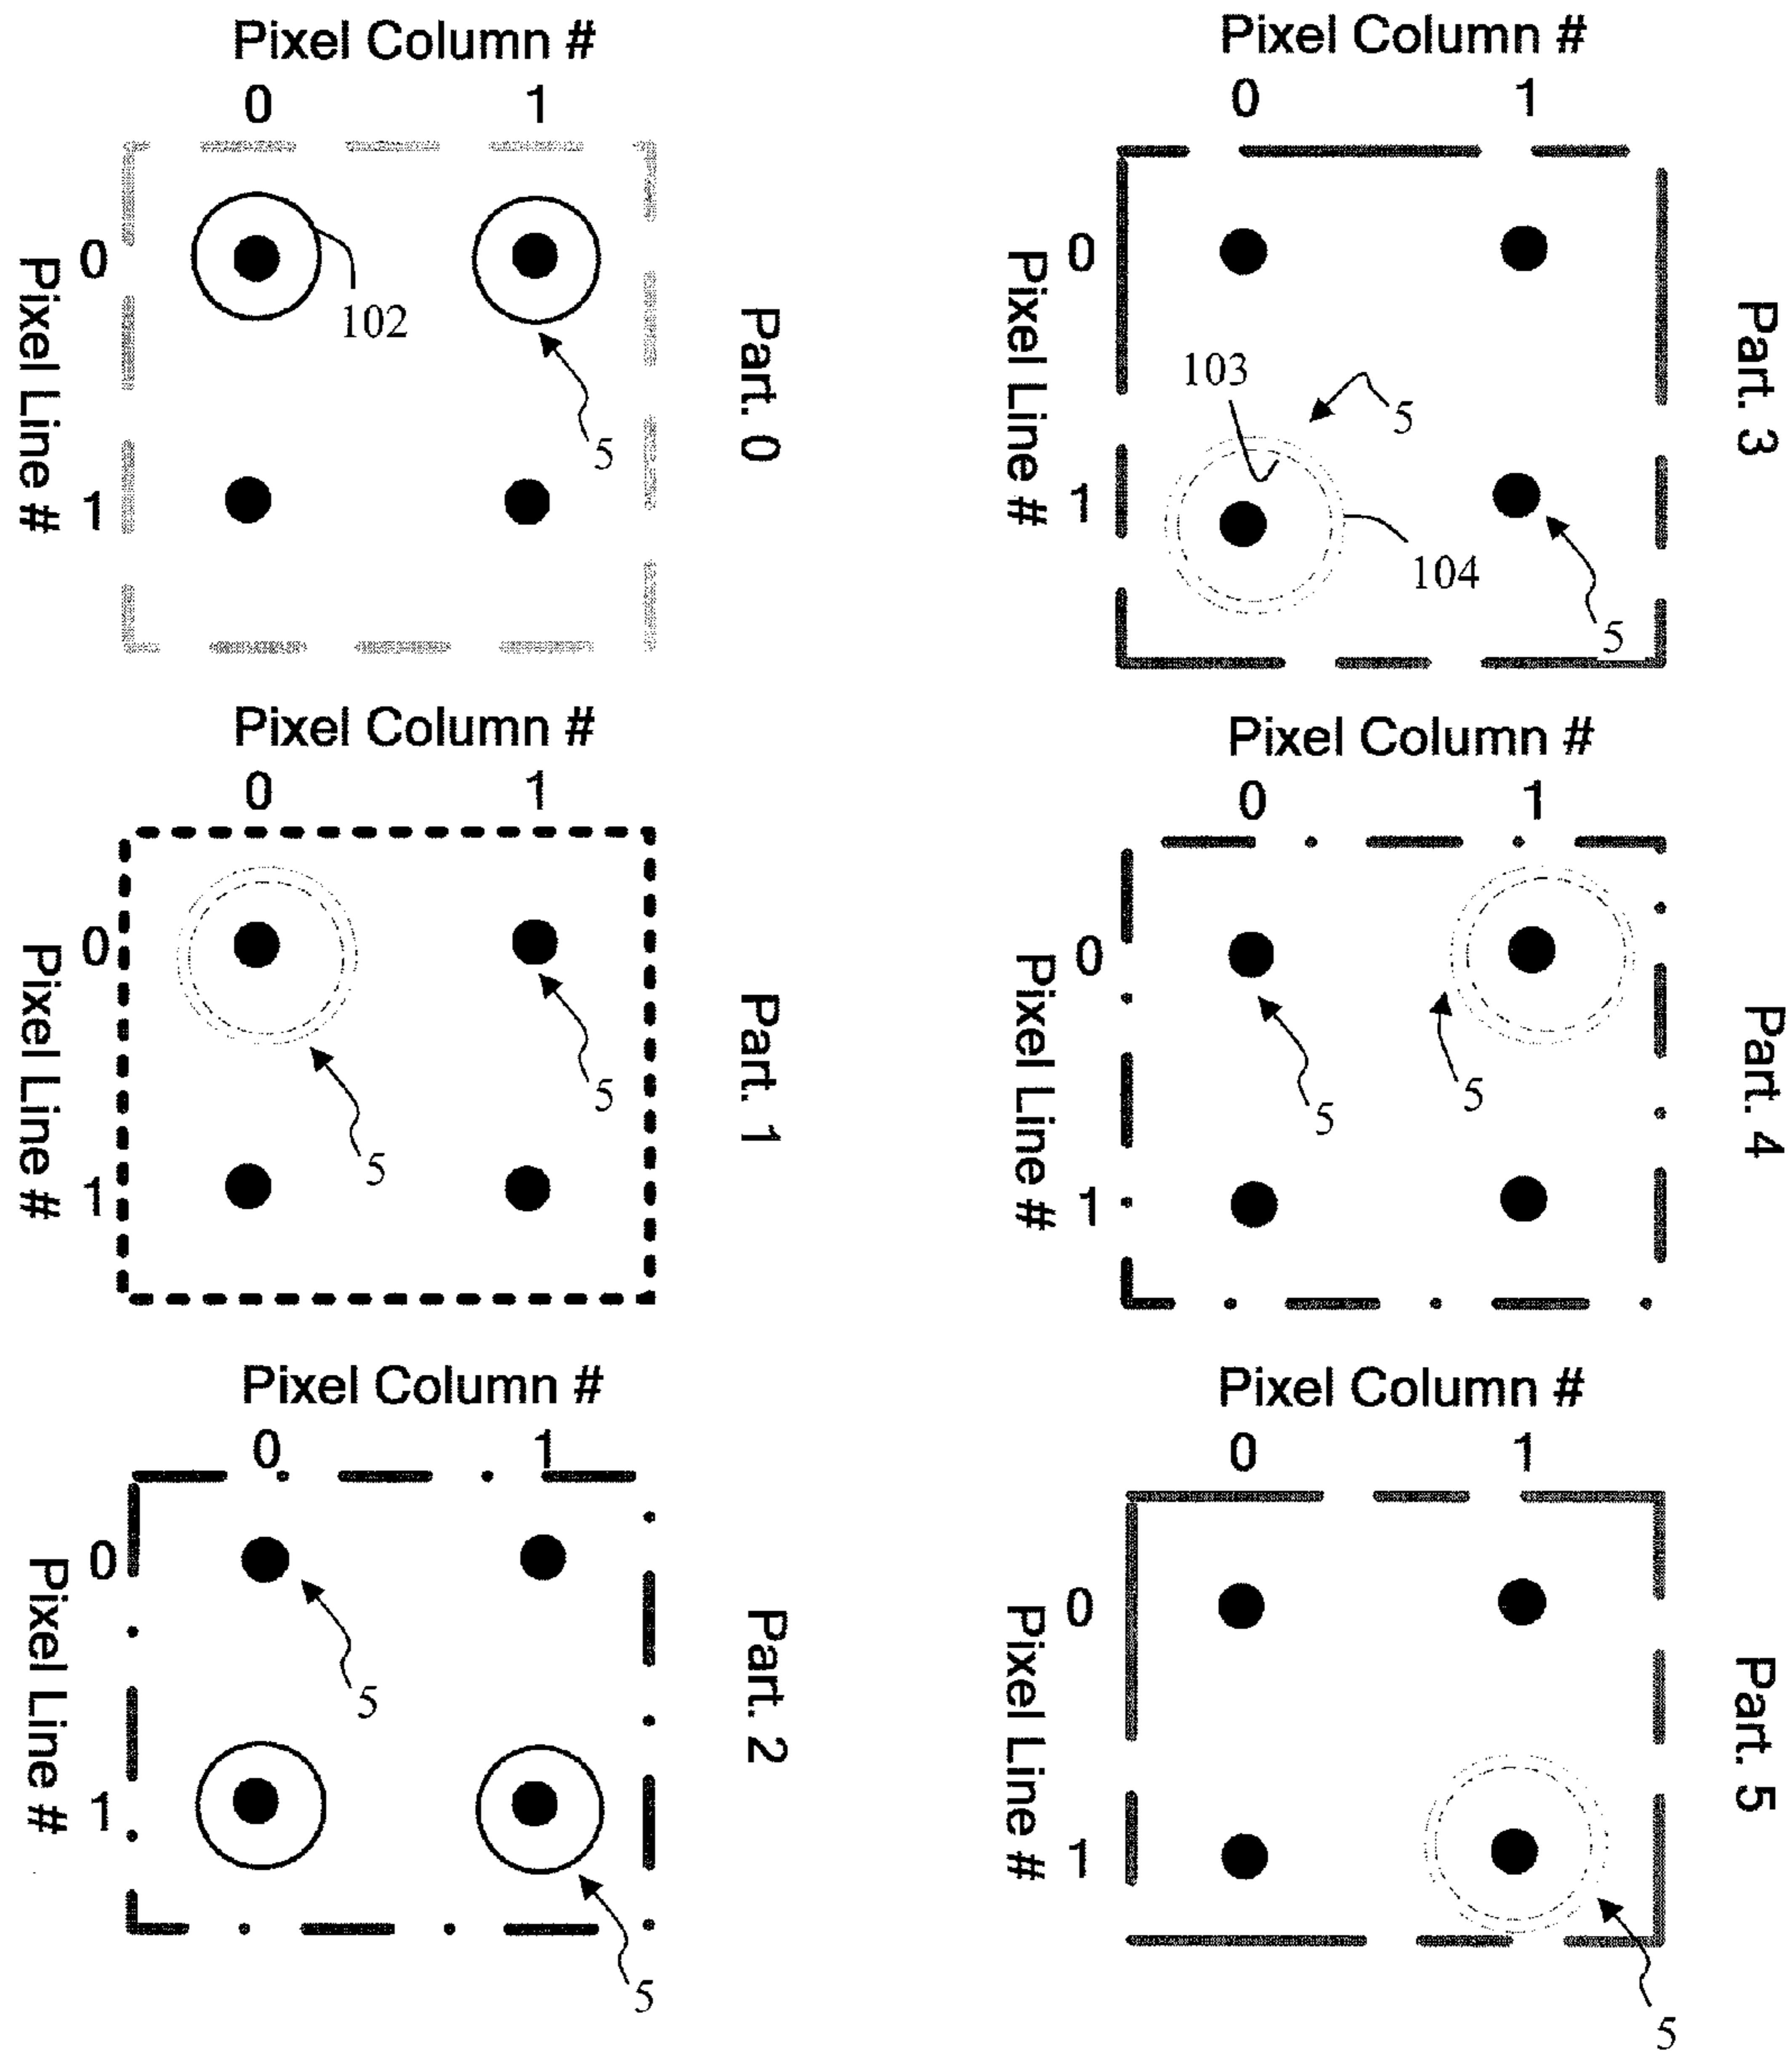 Pixel Column #
0 1
Pixel Line #
0
1
102
5
Part. 0
Pixel Column #
0 1
Pixel Line #
0
1
103
5
104
5
Part. 3
Pixel Column #
0 1
Pixel Line #
0
1
5
5
Part. 1
Pixel Column #
0 1
Pixel Line #
0
1
5
5
Part. 4
Pixel Column #
0 1
Pixel Line #
0
1
5
5
Part. 2
Pixel Column #
0 1
Pixel Line #
0
1
5
Part. 5